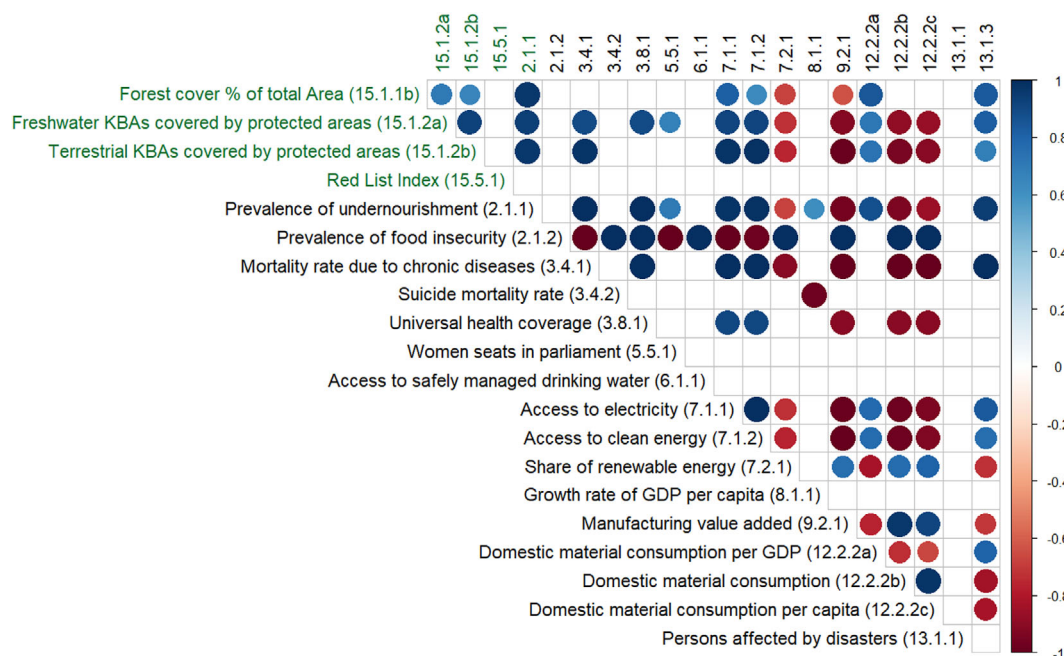 15.1.2a 15.1.2b 15.5.1 2.1.1 2.1.2 3.4.1 3.4.2 3.8.1 5.5.1 6.1.1 7.1.1 7.1.2 7.2.1 8.1.1 9.2.1 12.2.2a 12.2.2b 12.2.2c 13.1.1 13.1.3
Forest cover % of total Area (15.1.1b)
Freshwater KBAs covered by protected areas (15.1.2a)
Terrestrial KBAs covered by protected areas (15.1.2b)
Red List Index (15.5.1)
Prevalence of undernourishment (2.1.1)
Prevalence of food insecurity (2.1.2)
Mortality rate due to chronic diseases (3.4.1)
Suicide mortality rate (3.4.2)
Universal health coverage (3.8.1)
Women seats in parliament (5.5.1)
Access to safely managed drinking water (6.1.1)
Access to electricity (7.1.1)
Access to clean energy (7.1.2)
Share of renewable energy (7.2.1)
Growth rate of GDP per capita (8.1.1)
Manufacturing value added (9.2.1)
Domestic material consumption per GDP (12.2.2a)
Domestic material consumption (12.2.2b)
Domestic material consumption per capita (12.2.2c)
Persons affected by disasters (13.1.1)
1
0.8
0.6
0.4
0.2
0
-0.2
-0.4
-0.6
-0.8
-1